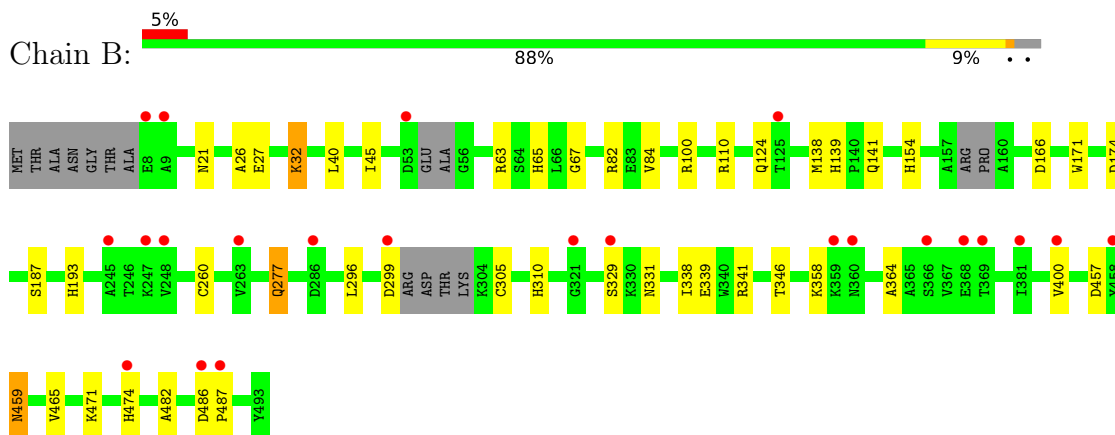 5%
Chain B:
88% 9% • •
MET THR ALA ASN GLY THR ALA E8 A9 N21 A26 E27 K32 L40 I45 D53 GLU ALA G56 R63 S64 H65 L66 G67 R82 E83 V84 R100 R110 Q124 T125 M138 H139 P140 Q141 H154 A157 ARG PRO A160 D166 W171 D174
S187 H193 A245 T246 K247 V248 C260 V263 Q277 D286 L296 D299 ARG ASP THR LYS K304 C305 H310 G321 S329 K330 N331 I338 E339 W340 R341 T346 K358 K359 N360 A364 A365 S366 V367 E368 T369 I381 V400 D457 Y458
N459 V465 K471 H474 A482 D486 P487 Y493